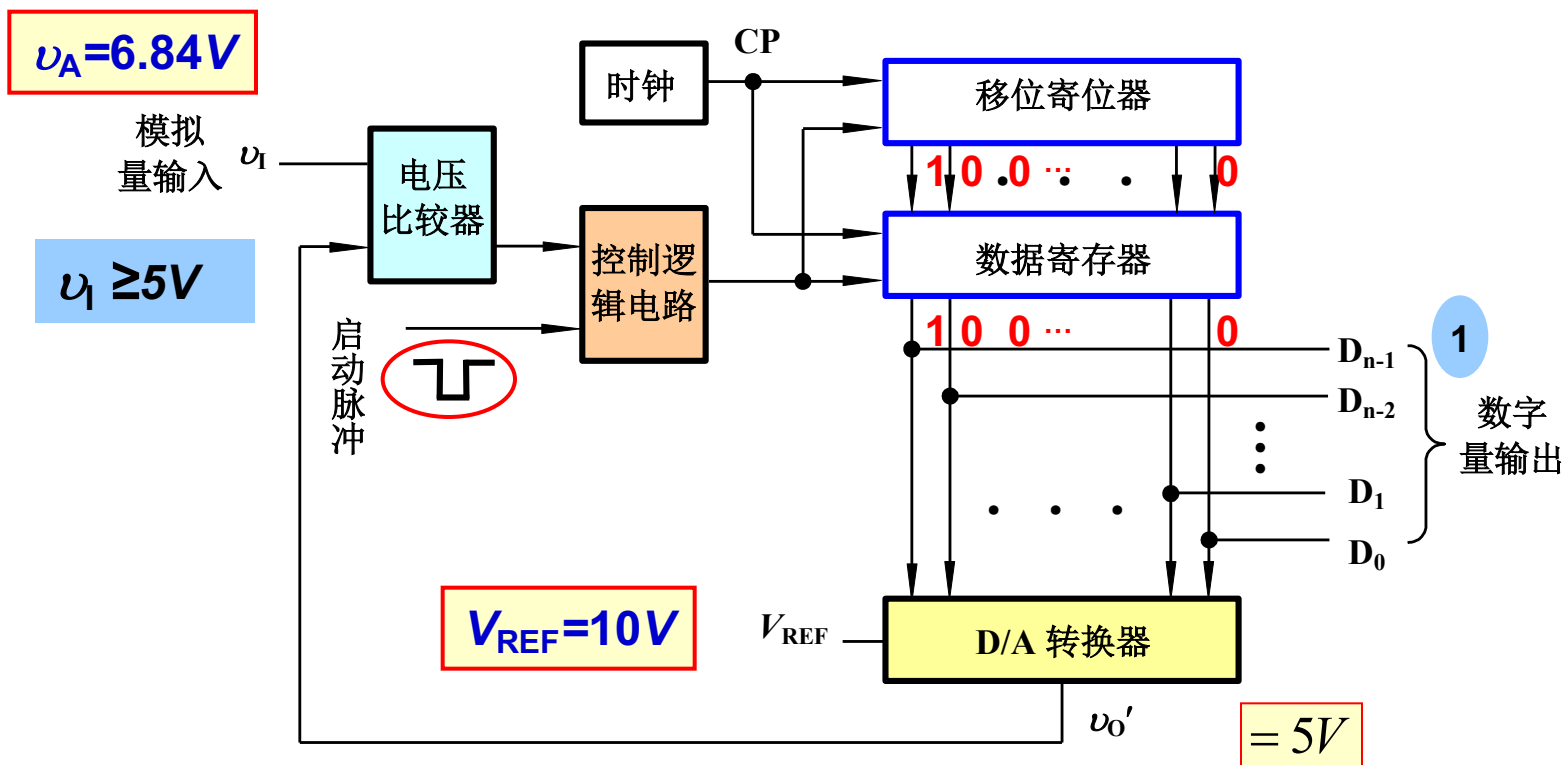 υA=6.84V
模拟
量输入 υI
υI ≥5V
时钟
CP
移位寄位器
1 0 0 ... 0
电压
比较器
控制逻
辑电路
数据寄存器
启动脉冲
1 0 0 ... 0
1
Dn-1
Dn-2
D1
D0
数字
量输出
VREF=10V
VREF
D/A 转换器
υO′
= 5V